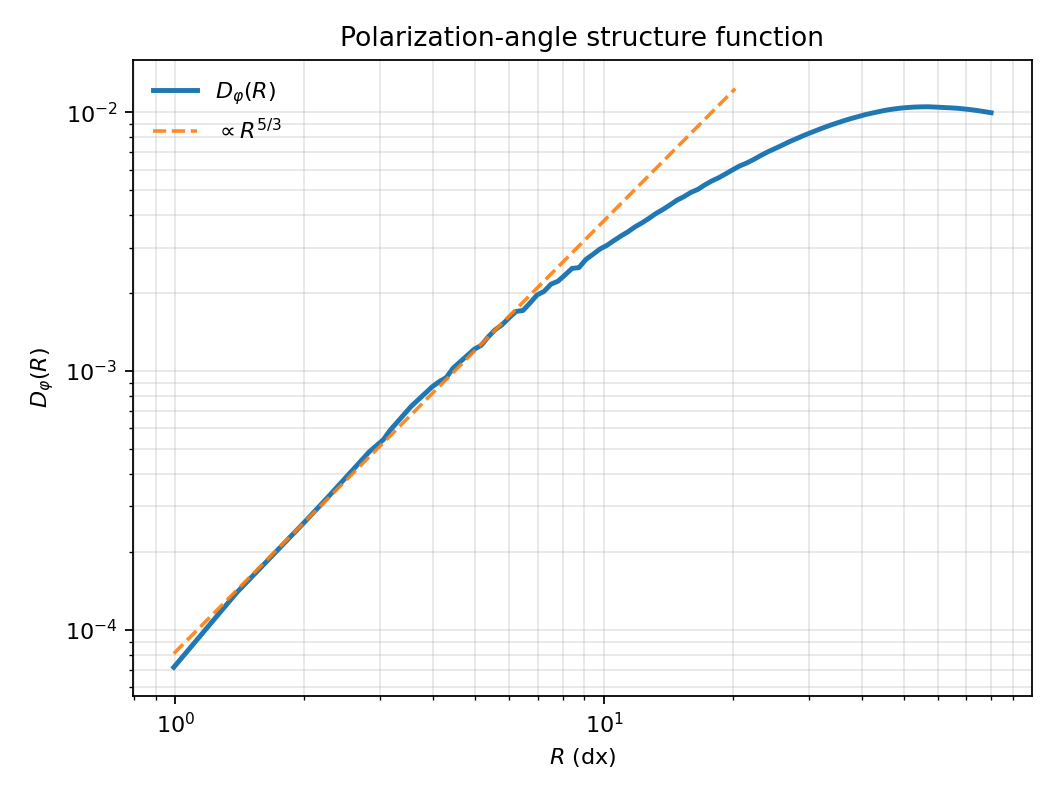 Polarization-angle structure function
D_φ(R)
∝ R^{5/3}
10^{-2}
10^{-3}
10^{-4}
D_φ(R)
10^0
10^1
R (dx)